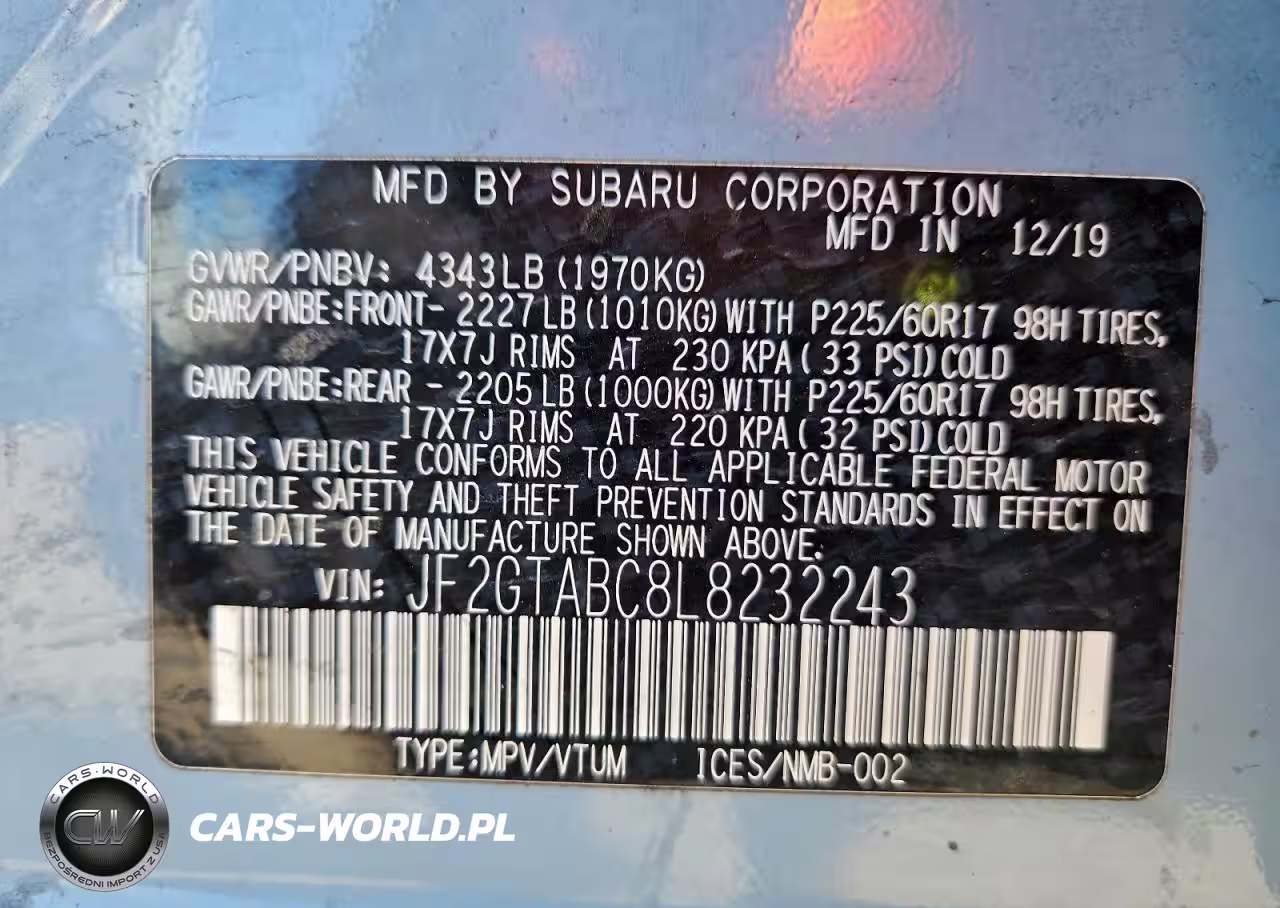 MFD BY SUBARU CORPORATION
MFD IN 12/19
GVWR/PNBV: 4343LB (1970KG)
GAWR/PNBE:FRONT- 2227LB (1010KG) WITH P225/60R17 98H TIRES,
17X7J RIMS AT 230 KPA (33 PSI) COLD
GAWR/PNBE:REAR - 2205LB (1000KG) WITH P225/60R17 98H TIRES,
17X7J RIMS AT 220 KPA (32 PSI) COLD
THIS VEHICLE CONFORMS TO ALL APPLICABLE FEDERAL MOTOR
VEHICLE SAFETY AND THEFT PREVENTION STANDARDS IN EFFECT ON
THE DATE OF MANUFACTURE SHOWN ABOVE.
VIN: JF2GTABC8L8232243
TYPE:MPV/VTUM ICES/NMB-002
CARS-WORLD
CW
BEZPOŚREDNI IMPORT Z USA
CARS-WORLD.PL